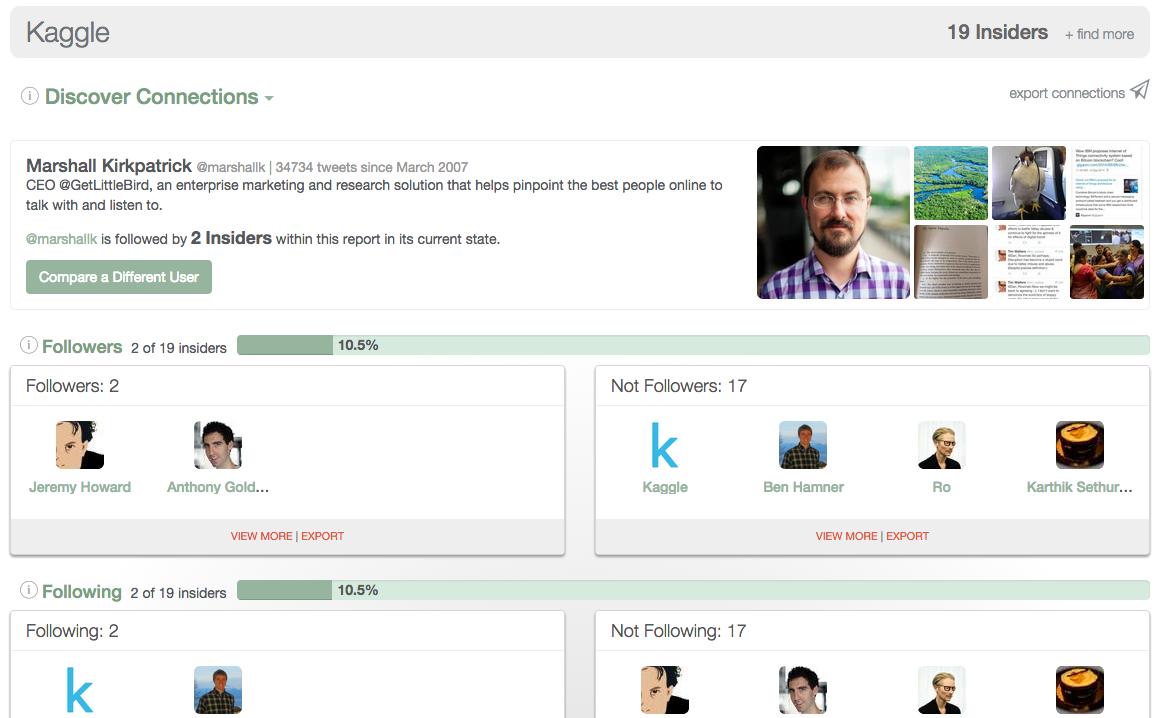 Kaggle
19 Insiders + find more
Discover Connections
export connections
Marshall Kirkpatrick @marshallk | 34734 tweets since March 2007
CEO @GetLittleBird, an enterprise marketing and research solution that helps pinpoint the best people online to
talk with and listen to.
@marshallk is followed by 2 Insiders within this report in its current state.
Compare a Different User
Followers 2 of 19 insiders 10.5%
Followers: 2
Jeremy Howard Anthony Gold...
VIEW MORE | EXPORT
Not Followers: 17
k
Kaggle Ben Hamner Ro Karthik Sethur...
VIEW MORE | EXPORT
Following 2 of 19 insiders 10.5%
Following: 2
k
Not Following: 17